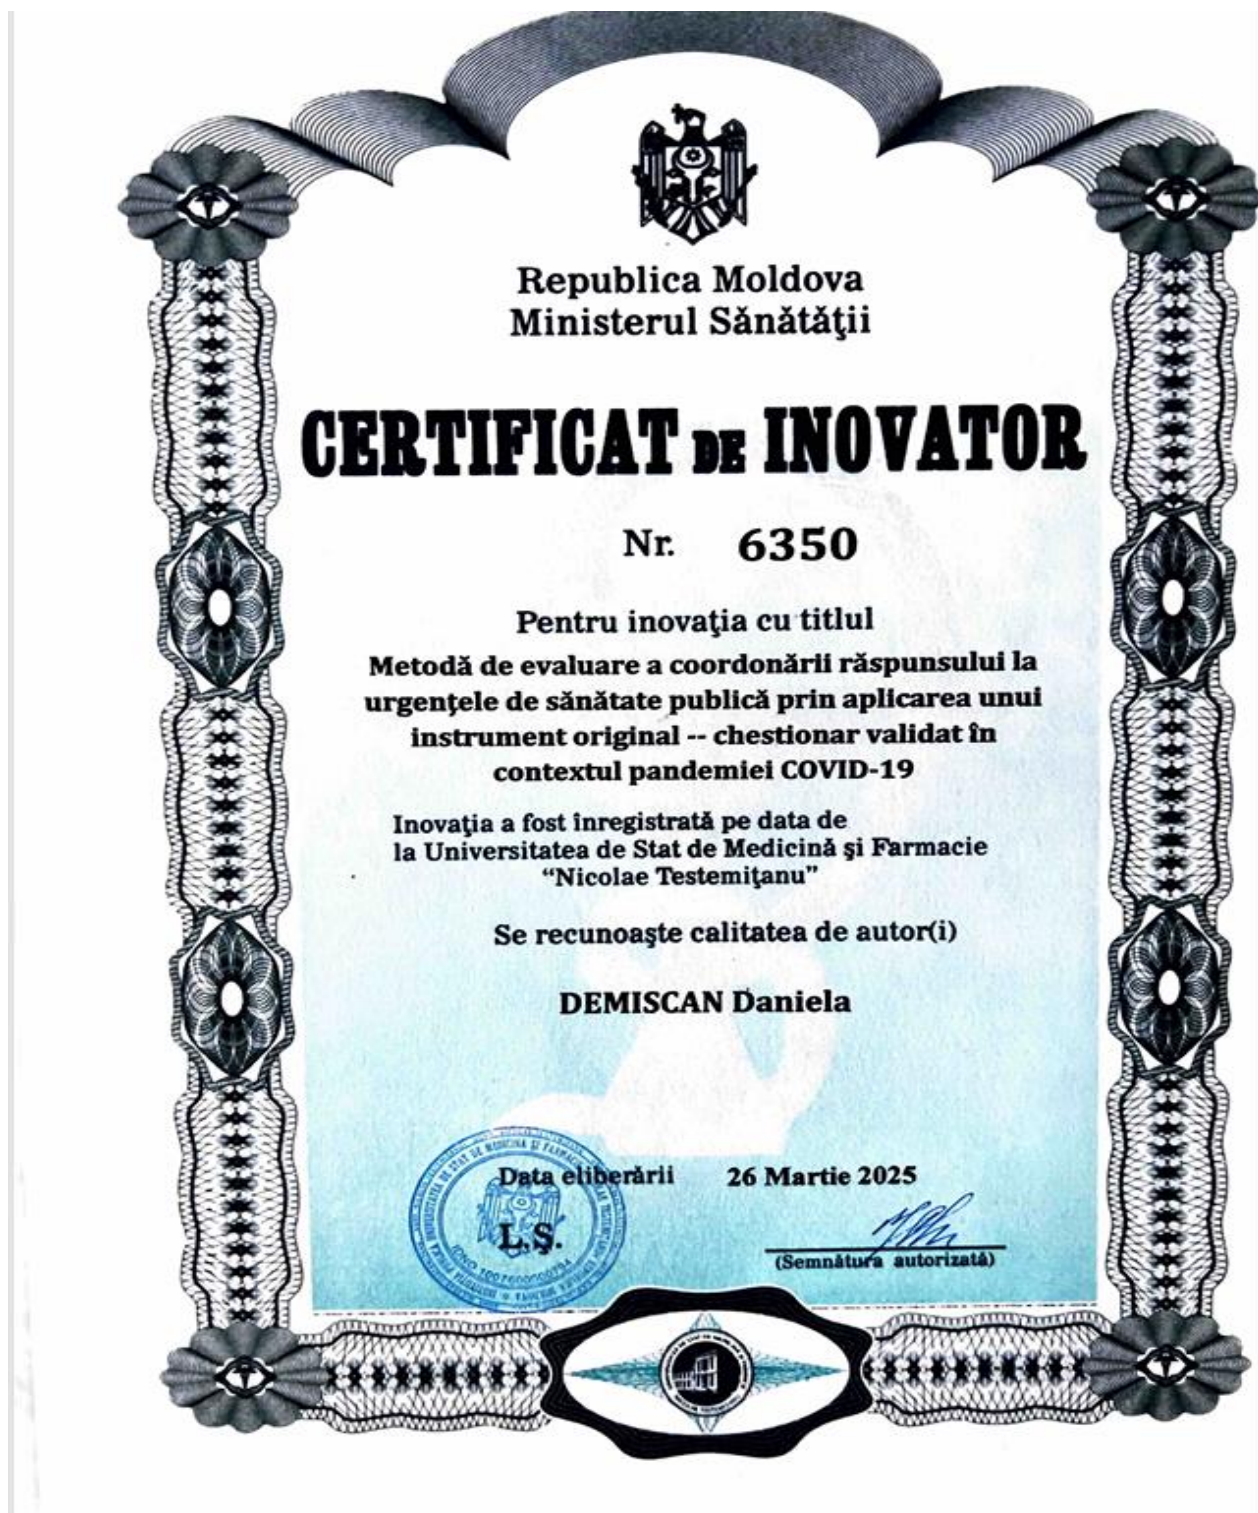 Republica Moldova
Ministerul Sănătăţii
CERTIFICAT DE INOVATOR
Nr. 6350
Pentru inovaţia cu titlul
Metodă de evaluare a coordonării răspunsului la
urgenţele de sănătate publică prin aplicarea unui
instrument original -- chestionar validat în
contextul pandemiei COVID-19
Inovaţia a fost înregistrată pe data de
la Universitatea de Stat de Medicină şi Farmacie
“Nicolae Testemiţanu”
Se recunoaşte calitatea de autor(i)
DEMISCAN Daniela
Data eliberării 26 Martie 2025
L.Ş.
(Semnătura autorizată)